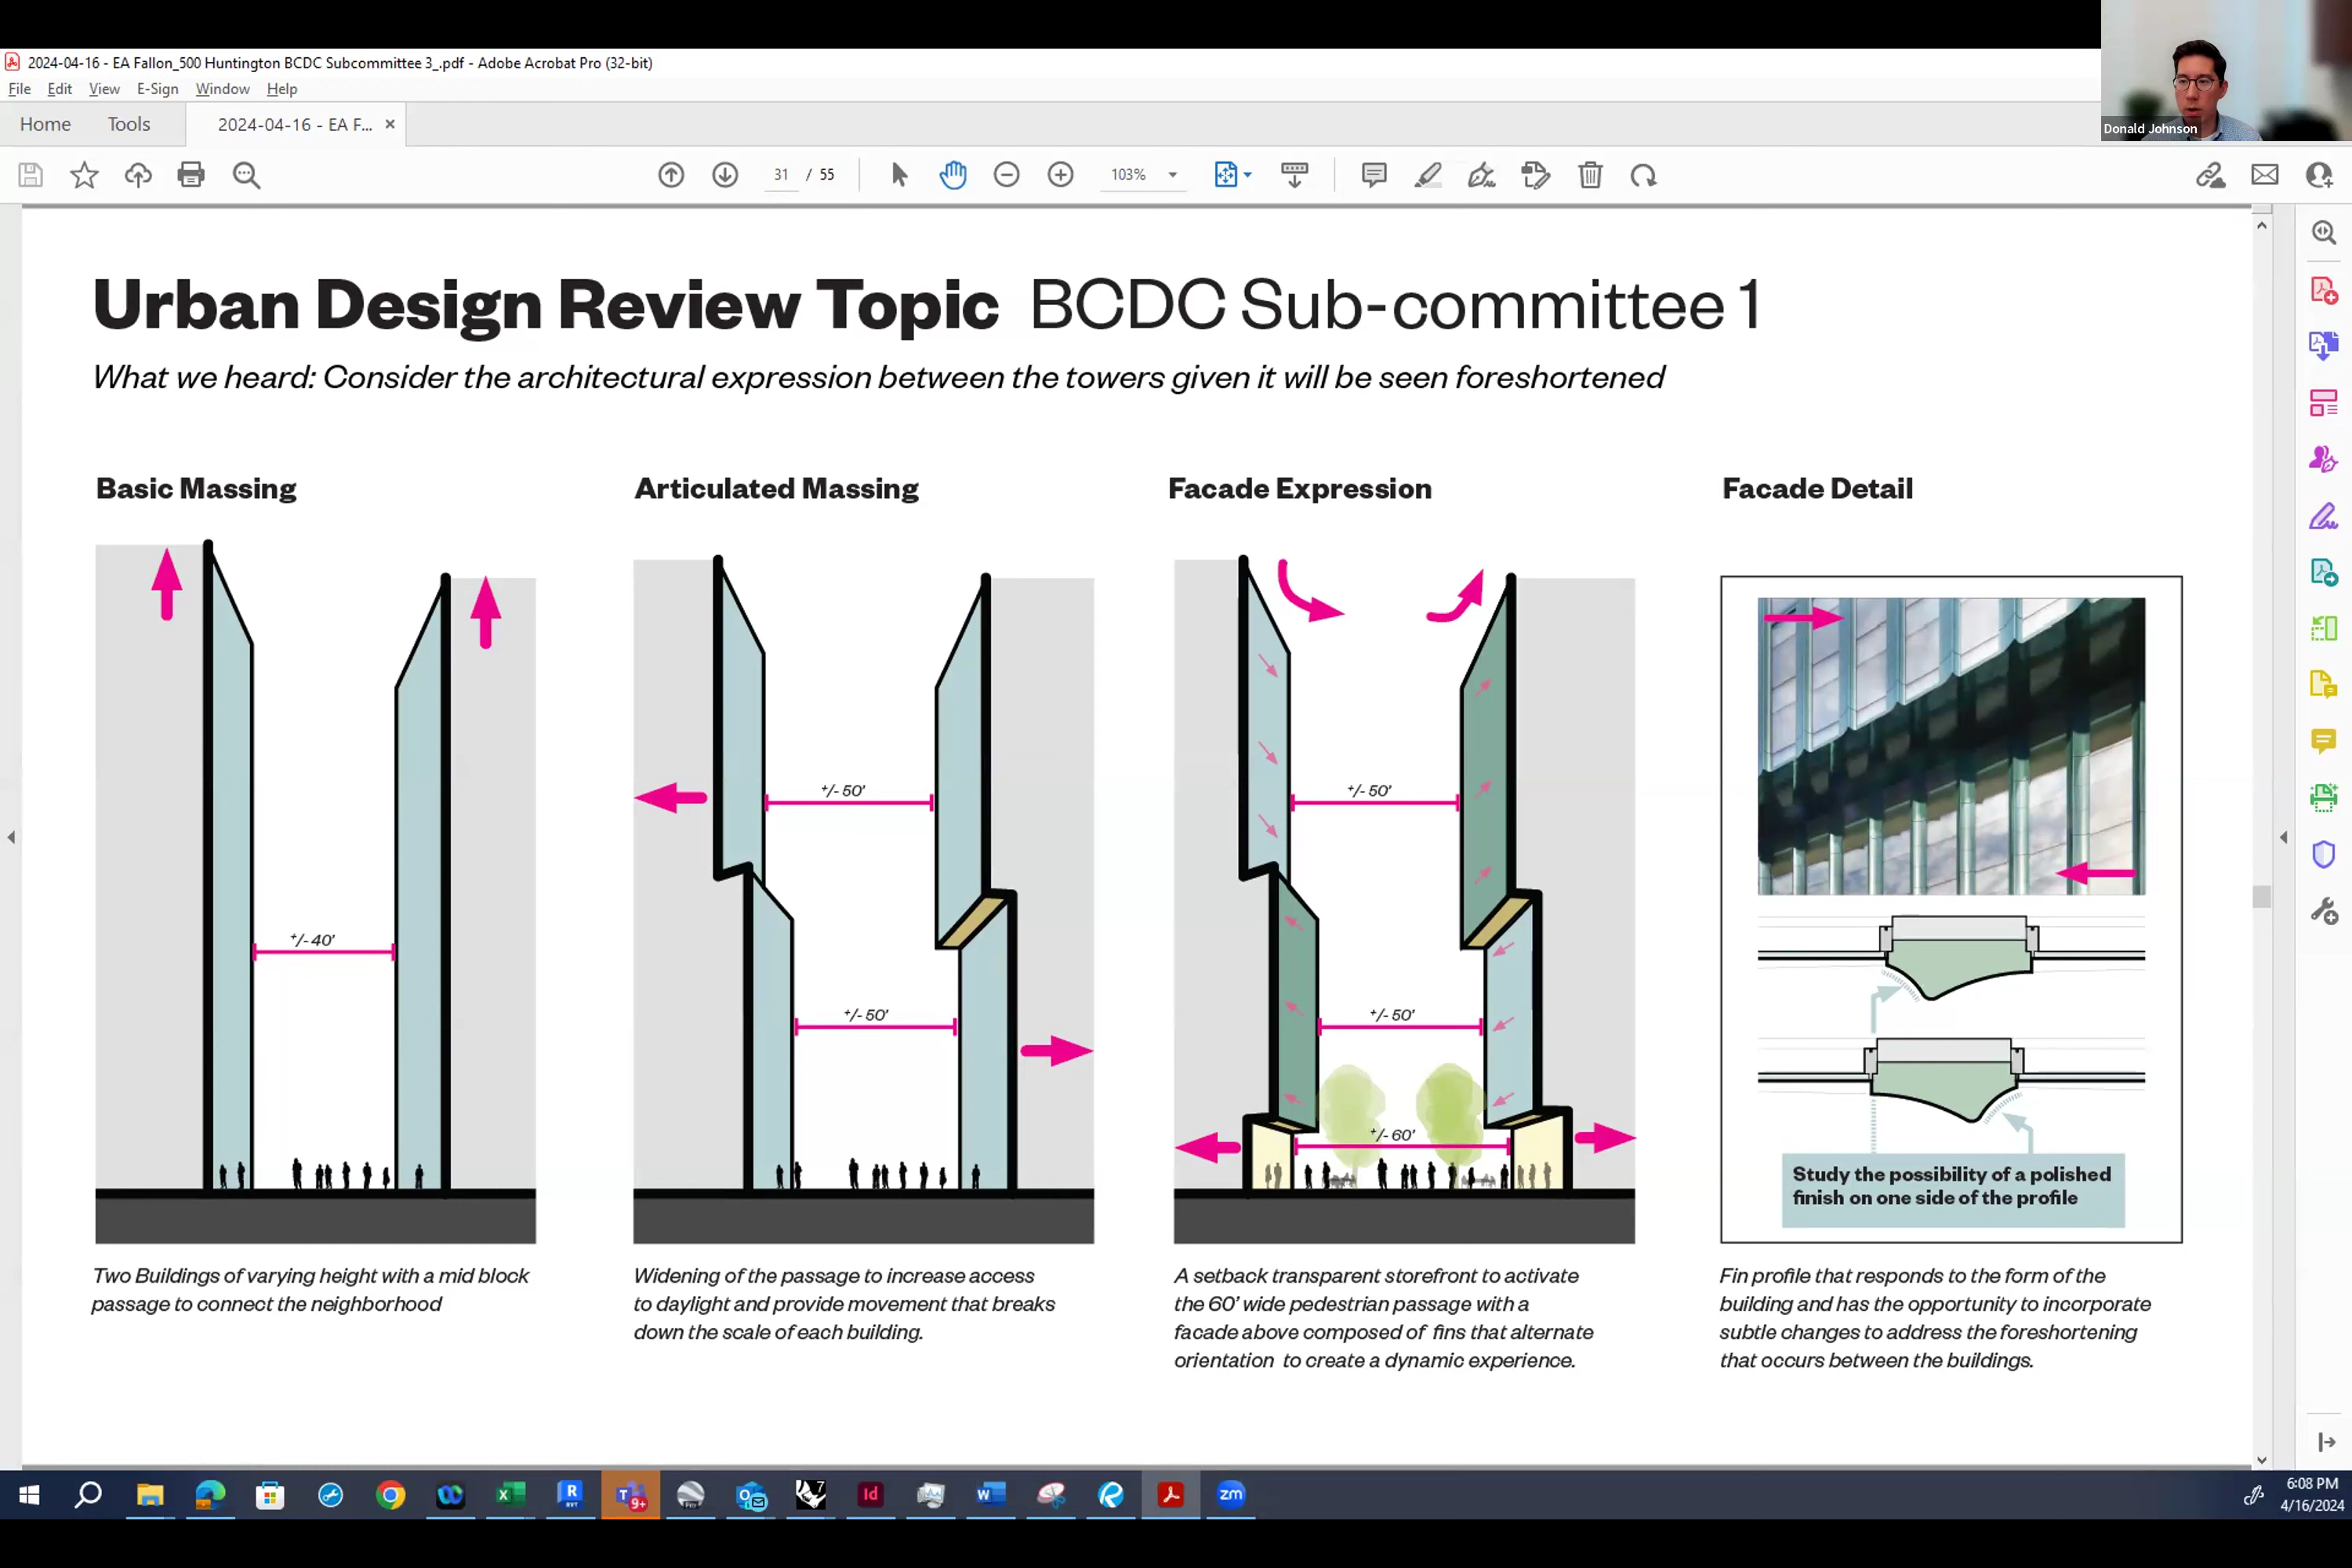 2024-04-16 - EA Fallon_500 Huntington BCDC Subcommittee 3_.pdf - Adobe Acrobat Pro (32-bit)
File Edit View E-Sign Window Help
Home Tools 2024-04-16 - EA F... ×
Donald Johnson
31 / 55 103%
Urban Design Review Topic BCDC Sub-committee 1
What we heard: Consider the architectural expression between the towers given it will be seen foreshortened
Basic Massing
+/- 40'
Two Buildings of varying height with a mid block
passage to connect the neighborhood
Articulated Massing
+/- 50'
+/- 50'
Widening of the passage to increase access
to daylight and provide movement that breaks
down the scale of each building.
Facade Expression
+/- 50'
+/- 50'
+/- 60'
A setback transparent storefront to activate
the 60' wide pedestrian passage with a
facade above composed of fins that alternate
orientation to create a dynamic experience.
Facade Detail
Study the possibility of a polished
finish on one side of the profile
Fin profile that responds to the form of the
building and has the opportunity to incorporate
subtle changes to address the foreshortening
that occurs between the buildings.
9+
7
Id
zm
6:08 PM
4/16/2024